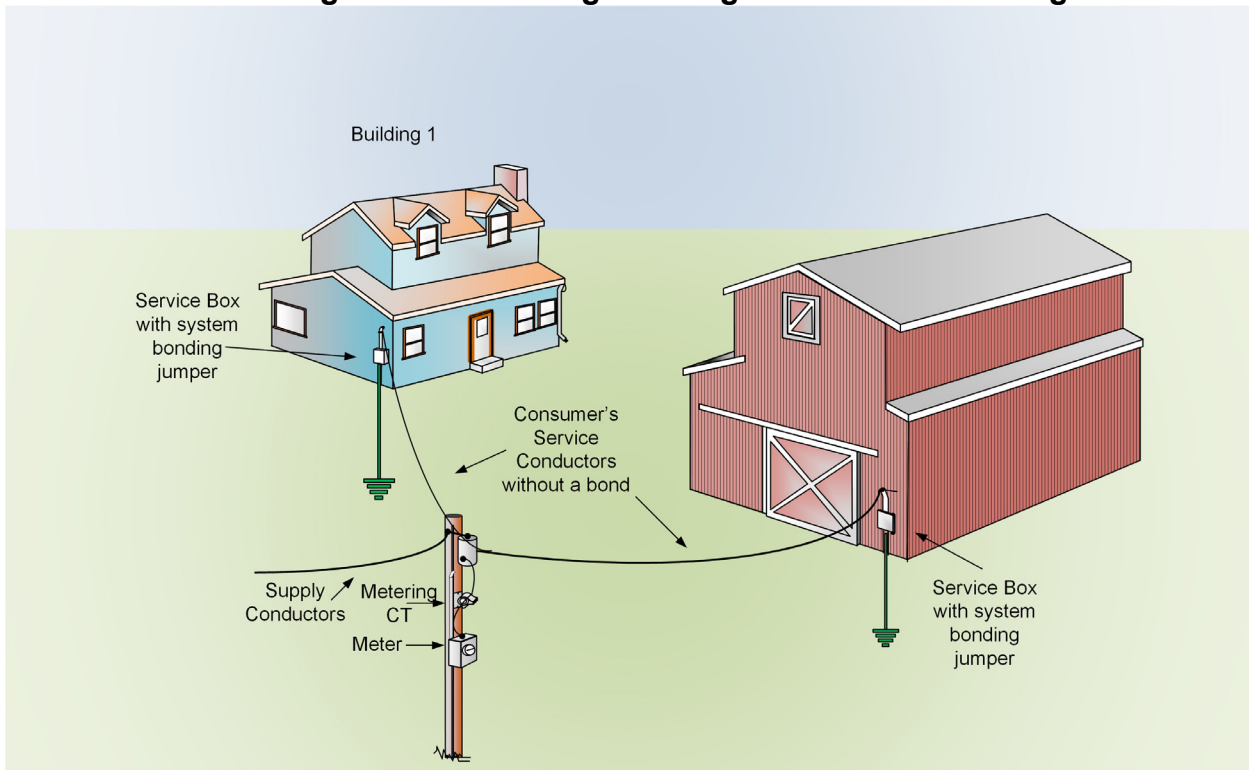 Building 1
Service Box
with system
bonding
jumper
Consumer's
Service
Conductors
without a bond
Supply
Conductors
Metering
CT
Meter
Service Box
with system
bonding
jumper